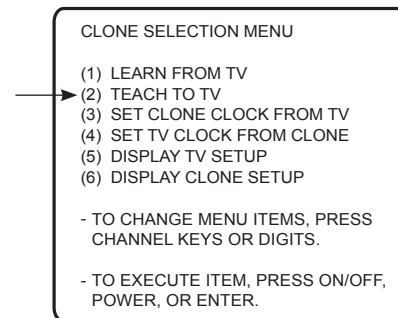 CLONE SELECTION MENU
(1) LEARN FROM TV
(2) TEACH TO TV
(3) SET CLONE CLOCK FROM TV
(4) SET TV CLOCK FROM CLONE
(5) DISPLAY TV SETUP
(6) DISPLAY CLONE SETUP
- TO CHANGE MENU ITEMS, PRESS
CHANNEL KEYS OR DIGITS.
- TO EXECUTE ITEM, PRESS ON/OFF,
POWER, OR ENTER.